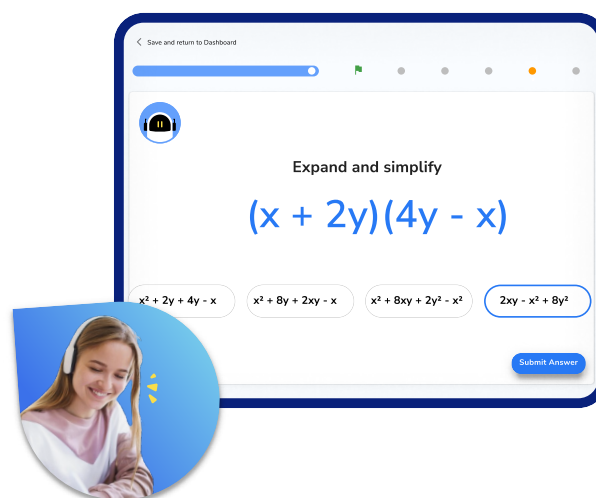 Save and return to Dashboard
Expand and simplify
(x + 2y)(4y - x)
x² + 2y + 4y - x
x² + 8y + 2xy - x
x² + 8xy + 2y² - x²
2xy - x² + 8y²
Submit Answer